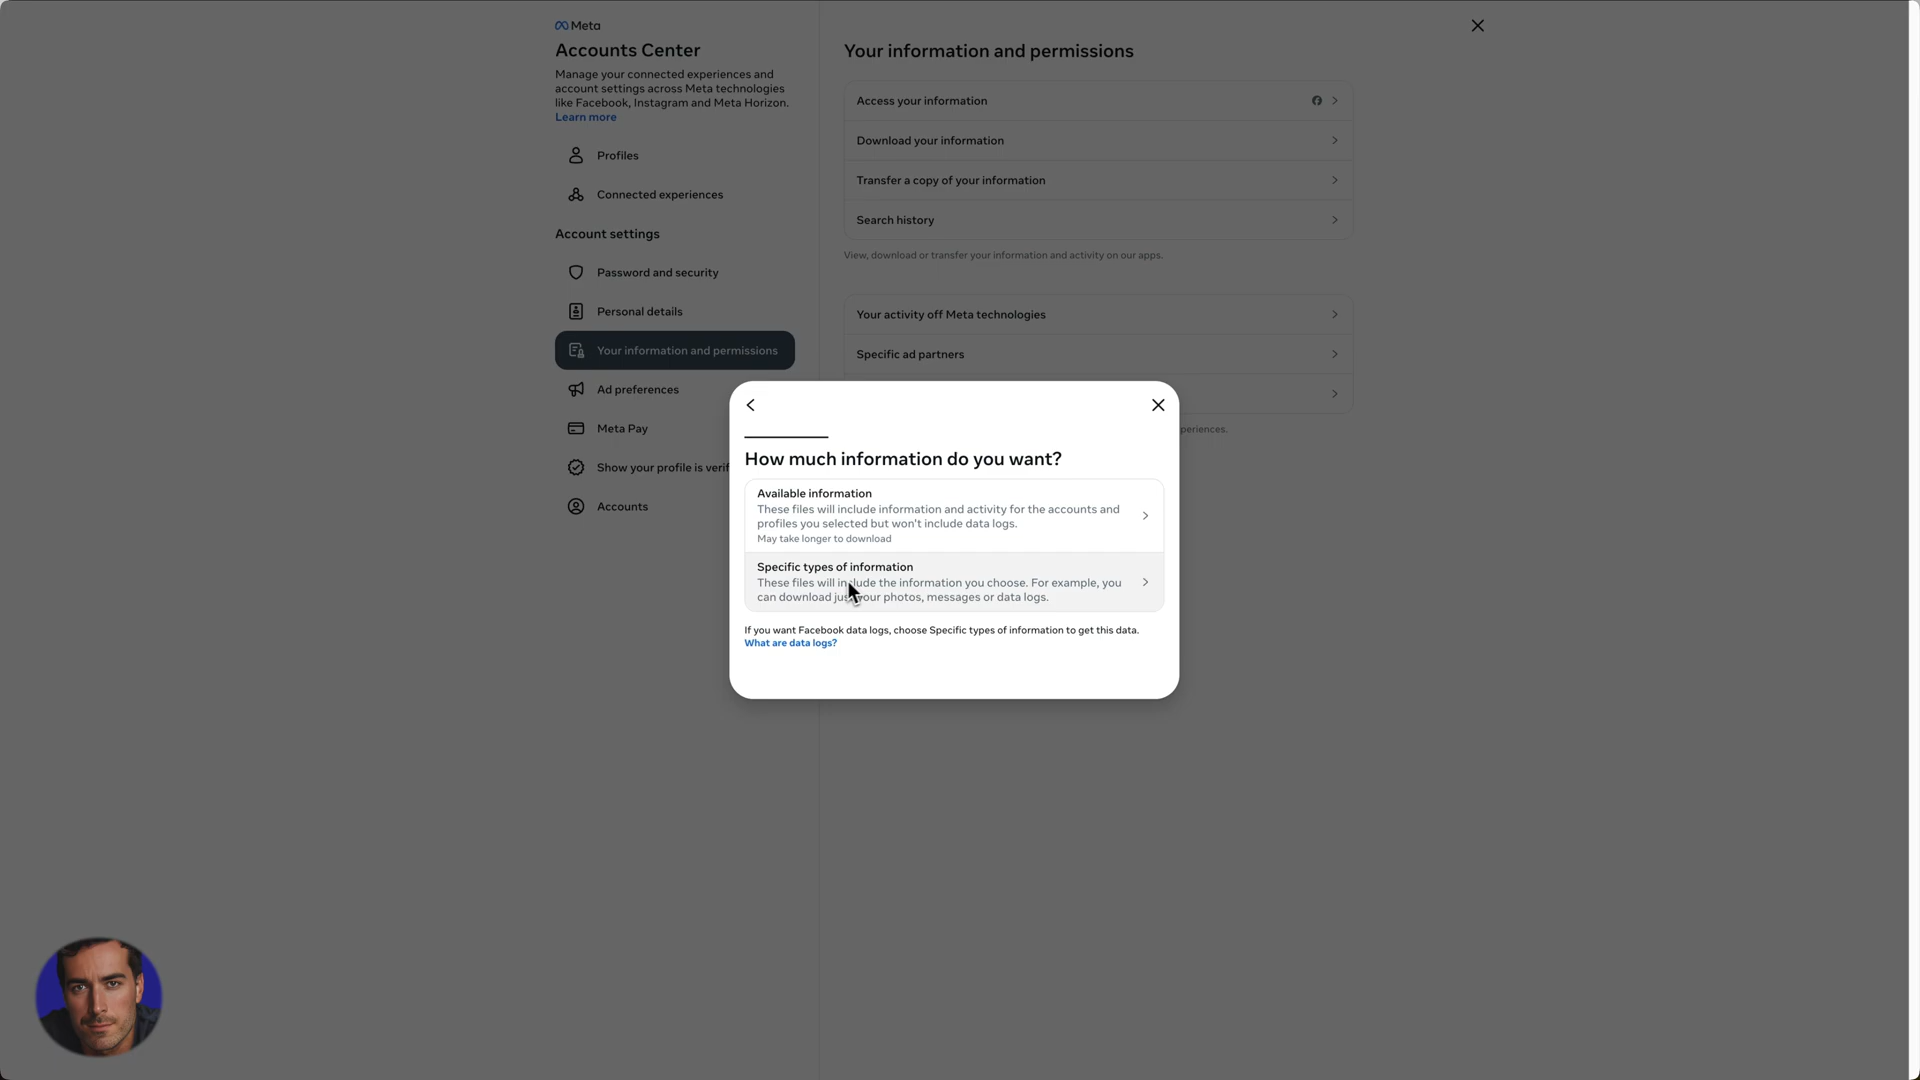 Meta
Accounts Center
Manage your connected experiences and
account settings across Meta technologies
like Facebook, Instagram and Meta Horizon.
Learn more
Profiles
Connected experiences
Account settings
Password and security
Personal details
Your information and permissions
Ad preferences
Meta Pay
Show your profile is verif
Accounts
Your information and permissions
Access your information
Download your information
Transfer a copy of your information
Search history
View, download or transfer your information and activity on our apps.
Your activity off Meta technologies
Specific ad partners
periences.
How much information do you want?
Available information
These files will include information and activity for the accounts and
profiles you selected but won't include data logs.
May take longer to download
Specific types of information
These files will include the information you choose. For example, you
can download just your photos, messages or data logs.
If you want Facebook data logs, choose Specific types of information to get this data.
What are data logs?